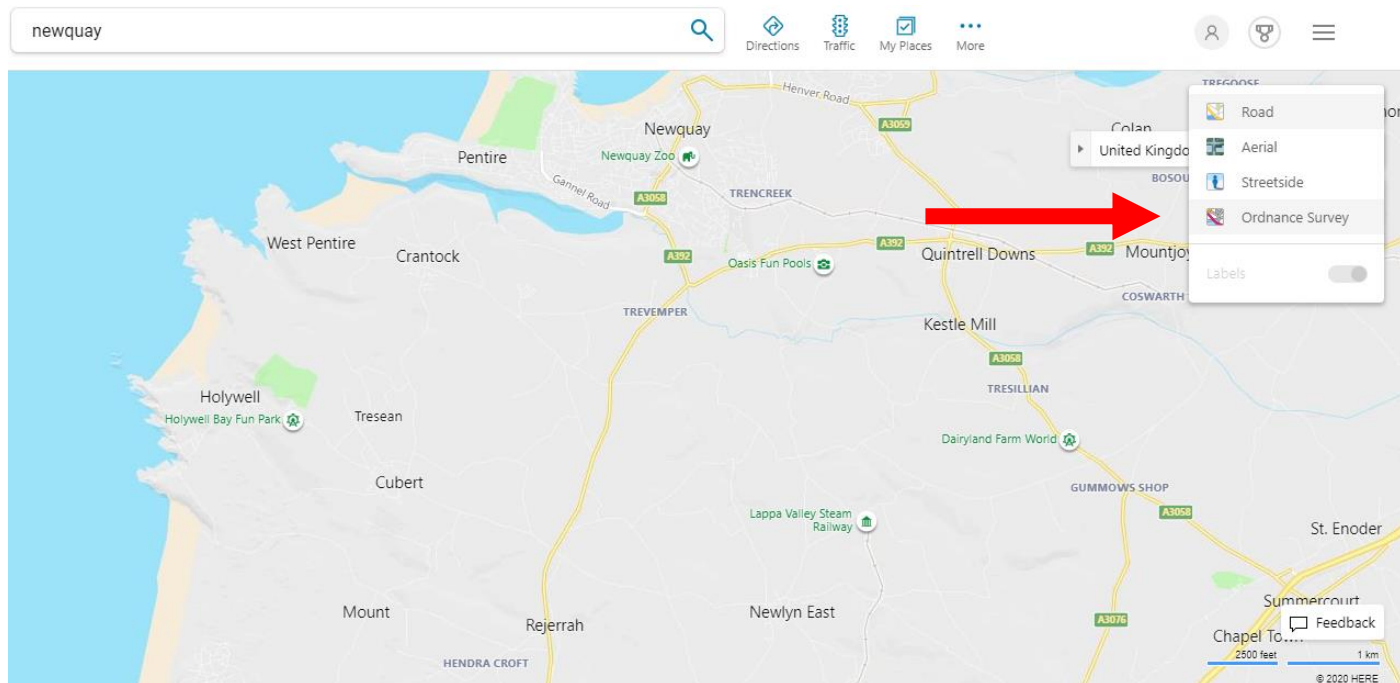 newquay
Directions
Traffic
My Places
More
TREGOOSE
Henver Road
A3059
Newquay
Colan
Road
Pentire
Newquay Zoo
United Kingdo
Aerial
Gannel Road
A3058
TRENCREEK
BOSOU
Streetside
West Pentire
Crantock
A392
Oasis Fun Pools
A392
Quintrell Downs
A392
Mountjoy
Ordnance Survey
Labels
COSWARTH
TREVEMPER
Kestle Mill
A3058
TRESILLIAN
Holywell
Holywell Bay Fun Park
Tresean
Dairyland Farm World
Cubert
GUMMOWS SHOP
A3058
Lappa Valley Steam
Railway
St. Enoder
Mount
Rejerrah
Newlyn East
A3076
Summercourt
Feedback
Chapel To
HENDRA CROFT
2500 feet
1 km
© 2020 HERE